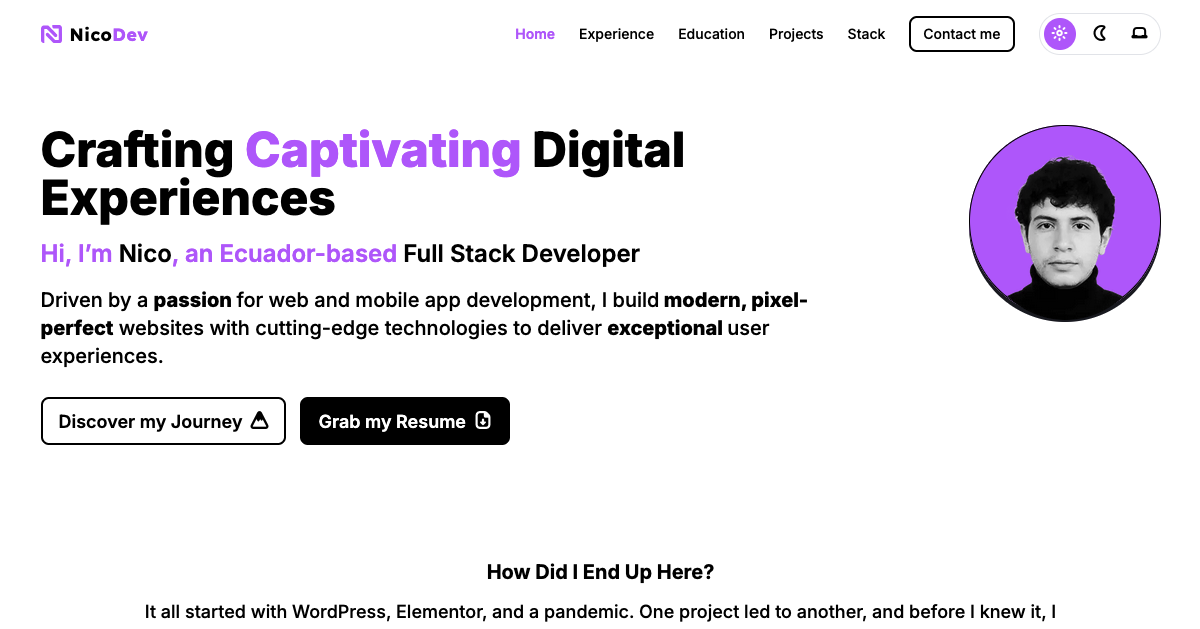 NicoDev
Home Experience Education Projects Stack Contact me
Crafting Captivating Digital
Experiences
Hi, I’m Nico, an Ecuador-based Full Stack Developer
Driven by a passion for web and mobile app development, I build modern, pixel-
perfect websites with cutting-edge technologies to deliver exceptional user
experiences.
Discover my Journey Grab my Resume
How Did I End Up Here?
It all started with WordPress, Elementor, and a pandemic. One project led to another, and before I knew it, I